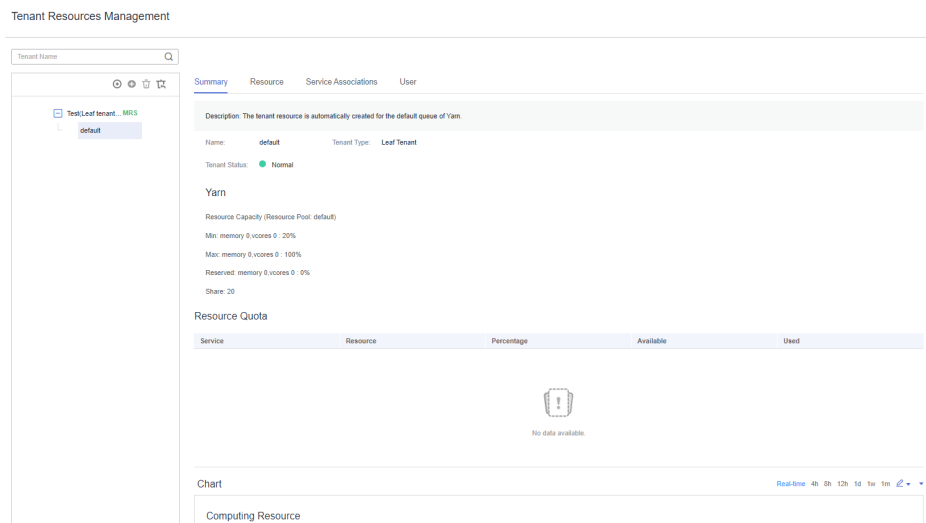 Tenant Resources Management
Tenant Name
Summary Resource Service Associations User
Test(Leaf tenant... MRS
default
Description: The tenant resource is automatically created for the default queue of Yarn.
Name: default Tenant Type: Leaf Tenant
Tenant Status: Normal
Yarn
Resource Capacity (Resource Pool: default)
Min: memory 0,vcores 0 : 20%
Max: memory 0,vcores 0 : 100%
Reserved: memory 0,vcores 0 : 0%
Share: 20
Resource Quota
Service Resource Percentage Available Used
No data available.
Chart Real-time 4h 8h 12h 1d 1w 1m
Computing Resource